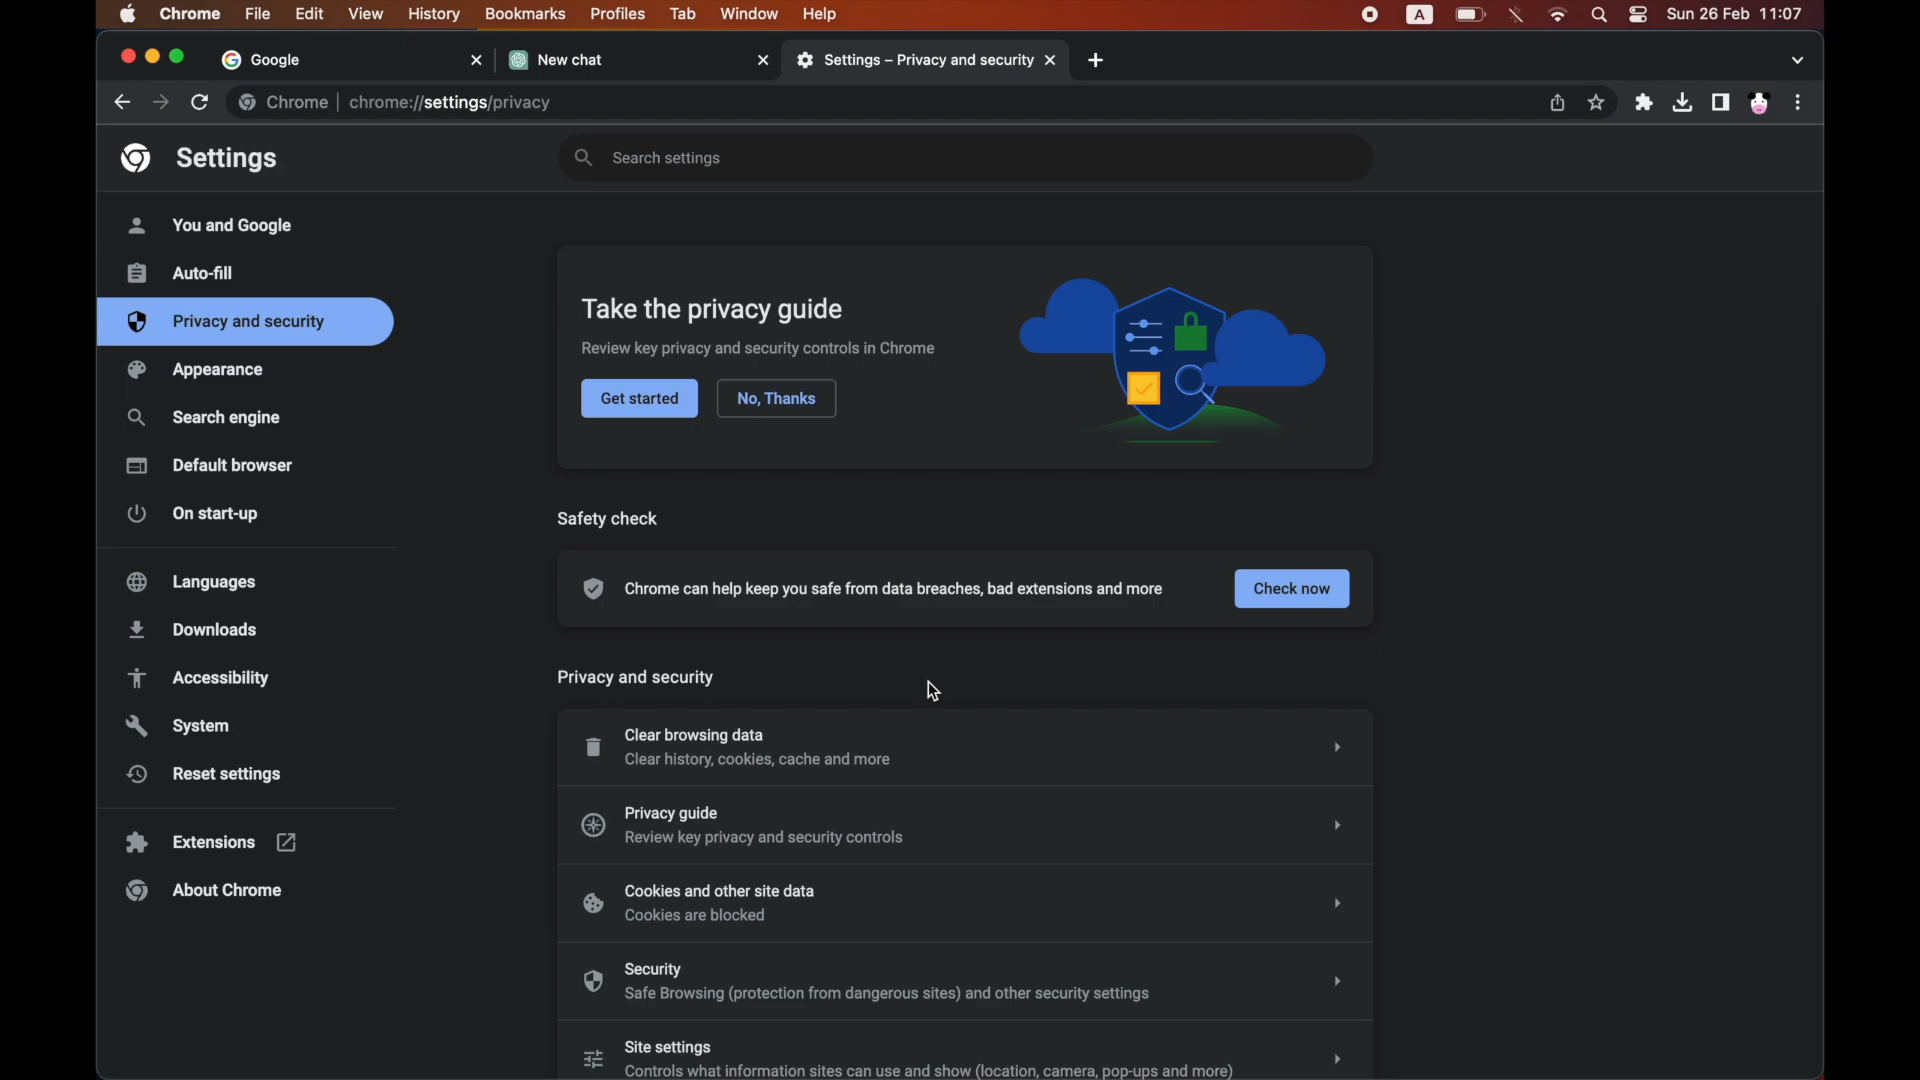 Chrome File Edit View History Bookmarks Profiles Tab Window Help A Sun 26 Feb 11:07
Google New chat Settings – Privacy and security
Chrome chrome://settings/privacy
Settings
Search settings
You and Google
Auto-fill
Privacy and security
Appearance
Search engine
Default browser
On start-up
Languages
Downloads
Accessibility
System
Reset settings
Extensions
About Chrome
Take the privacy guide
Review key privacy and security controls in Chrome
Get started No, Thanks
Safety check
Chrome can help keep you safe from data breaches, bad extensions and more Check now
Privacy and security
Clear browsing data
Clear history, cookies, cache and more
Privacy guide
Review key privacy and security controls
Cookies and other site data
Cookies are blocked
Security
Safe Browsing (protection from dangerous sites) and other security settings
Site settings
Controls what information sites can use and show (location, camera, pop-ups and more)